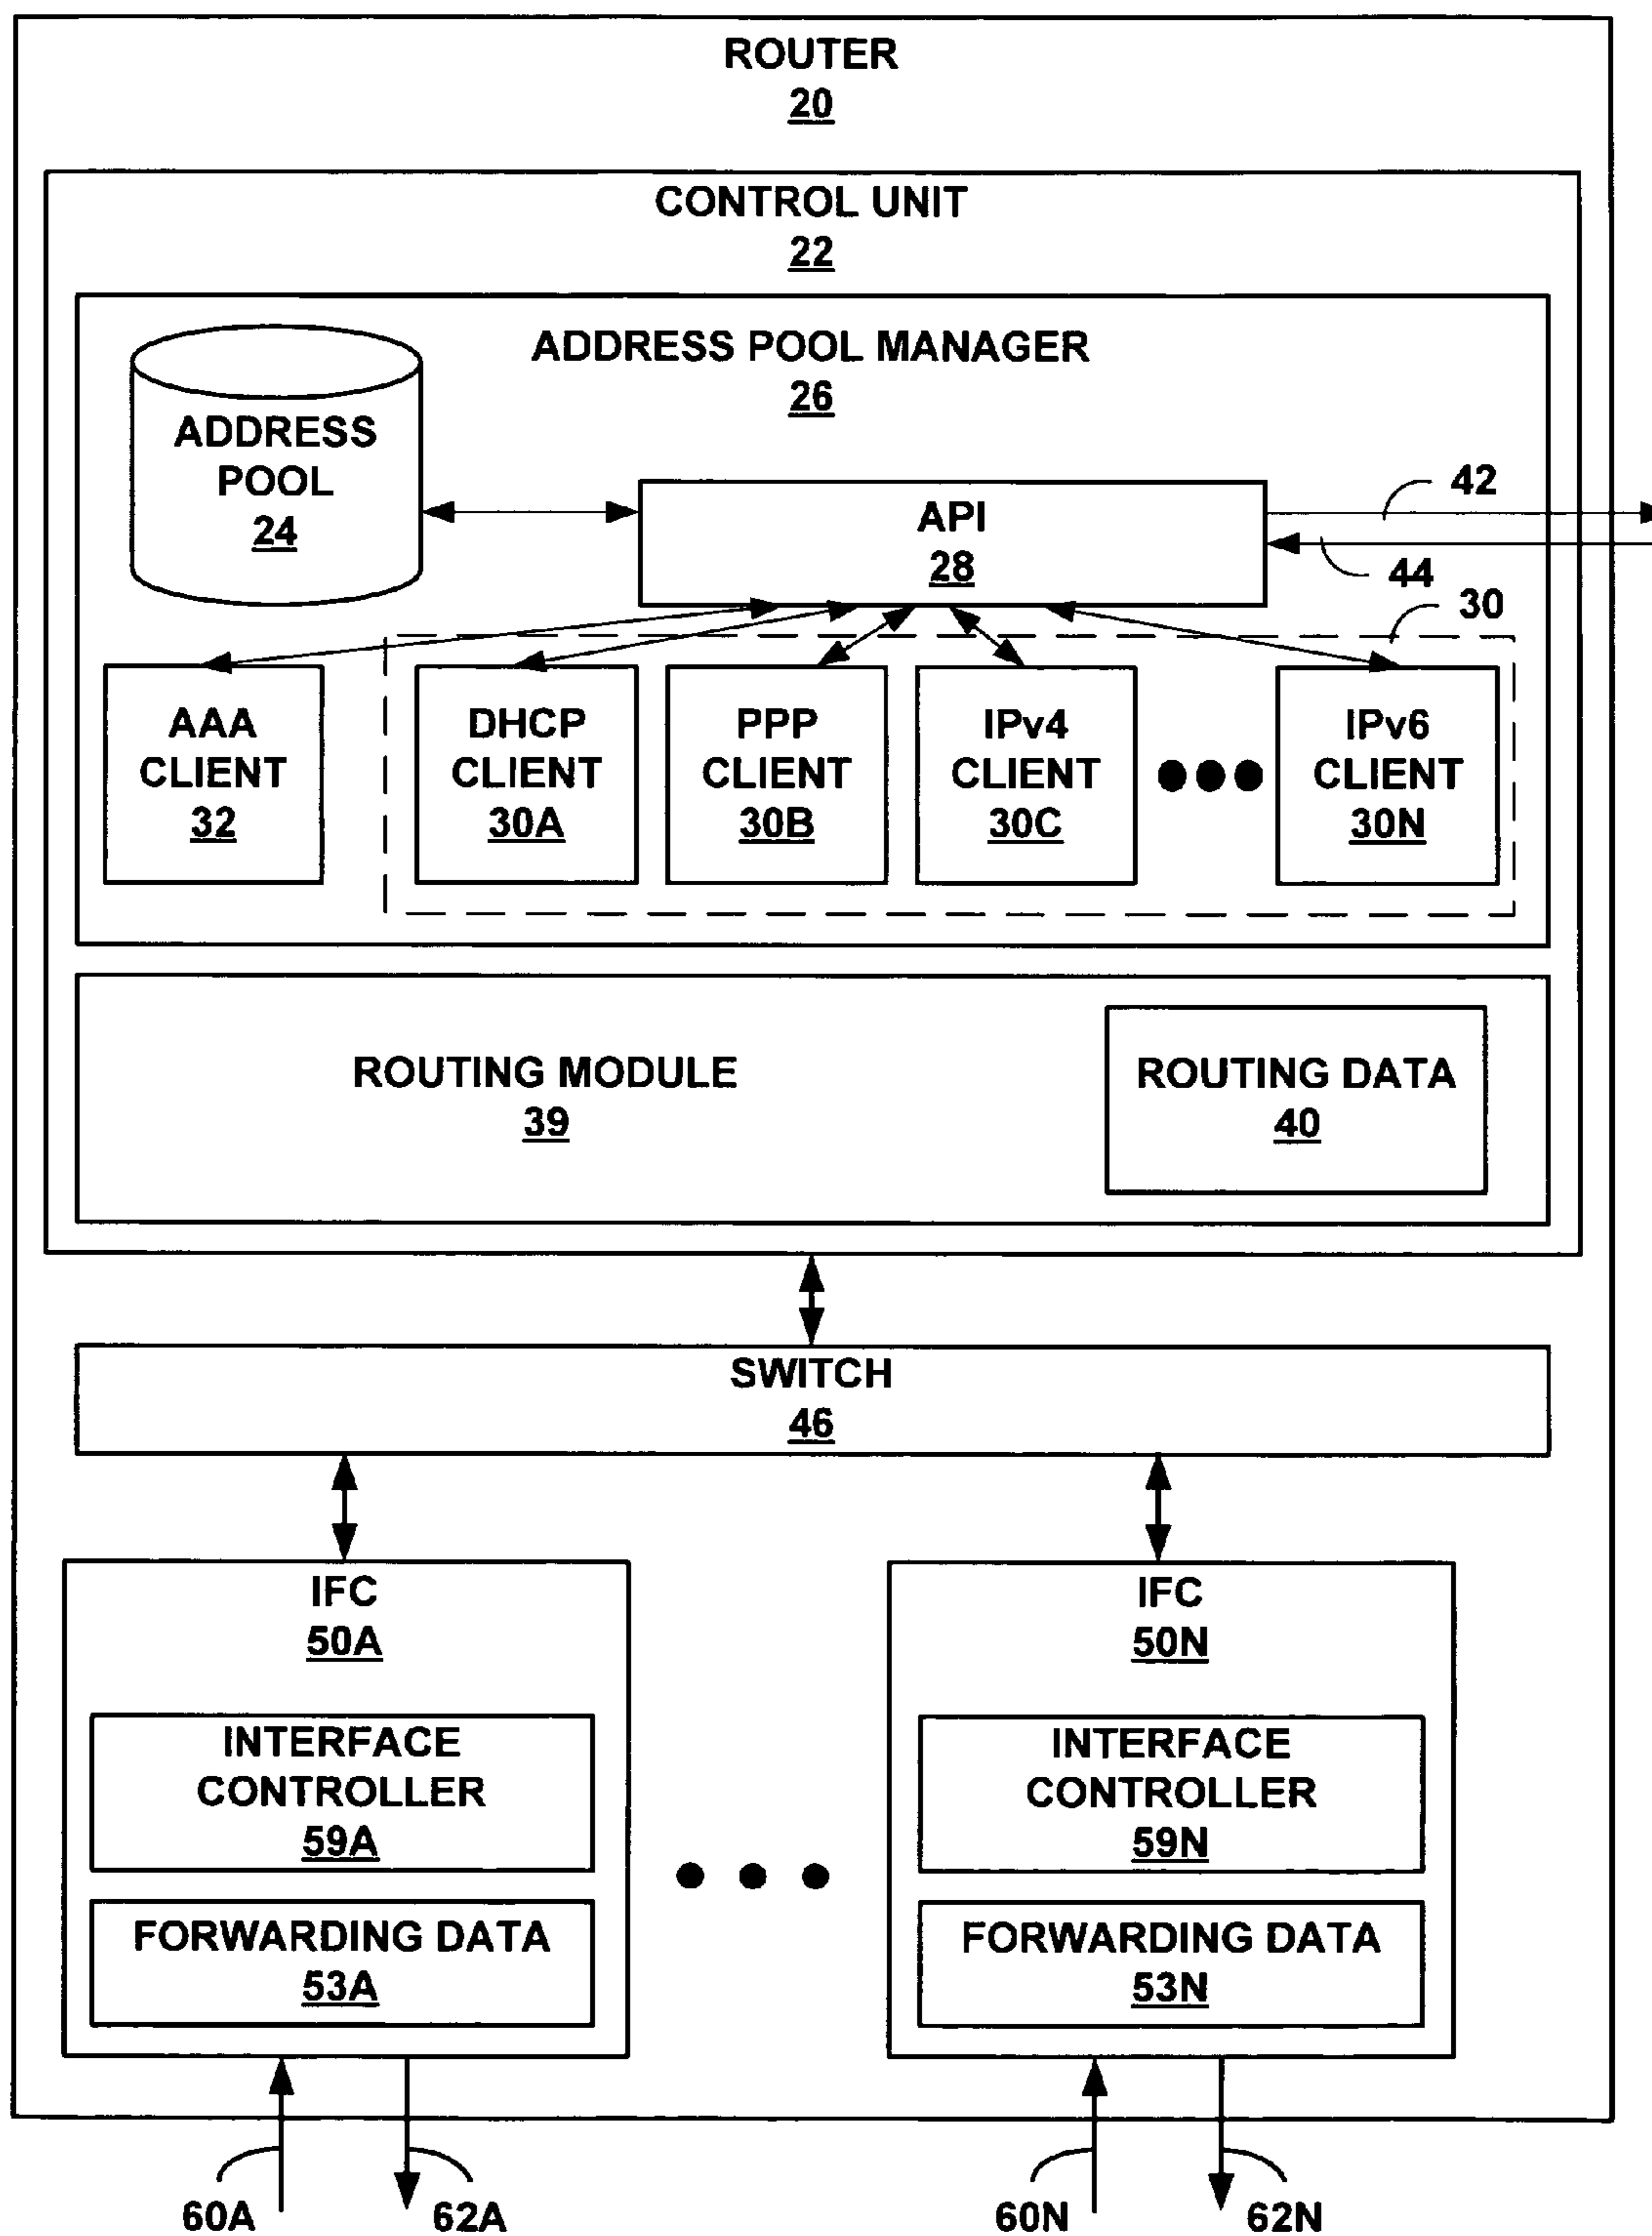 ROUTER
20
CONTROL UNIT
22
ADDRESS POOL MANAGER
26
ADDRESS
POOL
24
API
28
42
44
30
AAA
CLIENT
32
DHCP
CLIENT
30A
PPP
CLIENT
30B
IPv4
CLIENT
30C
IPv6
CLIENT
30N
ROUTING MODULE
39
ROUTING DATA
40
SWITCH
46
IFC
50A
INTERFACE
CONTROLLER
59A
FORWARDING DATA
53A
IFC
50N
INTERFACE
CONTROLLER
59N
FORWARDING DATA
53N
60A
62A
60N
62N